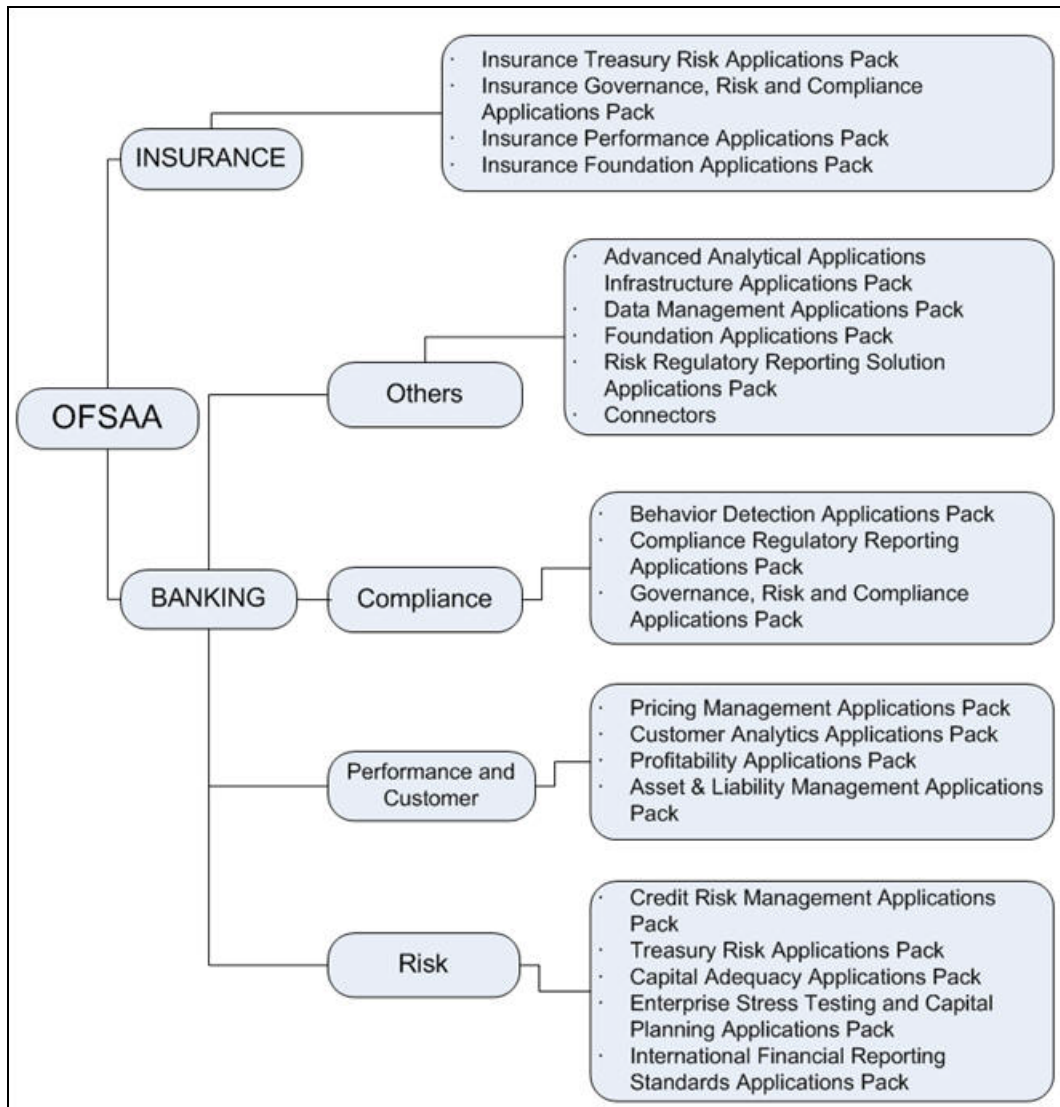 · Insurance Treasury Risk Applications Pack
· Insurance Governance, Risk and Compliance
Applications Pack
· Insurance Performance Applications Pack
· Insurance Foundation Applications Pack
INSURANCE
· Advanced Analytical Applications
Infrastructure Applications Pack
· Data Management Applications Pack
· Foundation Applications Pack
· Risk Regulatory Reporting Solution
Applications Pack
· Connectors
Others
OFSAA
· Behavior Detection Applications Pack
· Compliance Regulatory Reporting
Applications Pack
· Governance, Risk and Compliance
Applications Pack
BANKING
Compliance
· Pricing Management Applications Pack
· Customer Analytics Applications Pack
· Profitability Applications Pack
· Asset & Liability Management Applications
Pack
Performance and
Customer
· Credit Risk Management Applications
Pack
· Treasury Risk Applications Pack
· Capital Adequacy Applications Pack
· Enterprise Stress Testing and Capital
Planning Applications Pack
· International Financial Reporting
Standards Applications Pack
Risk